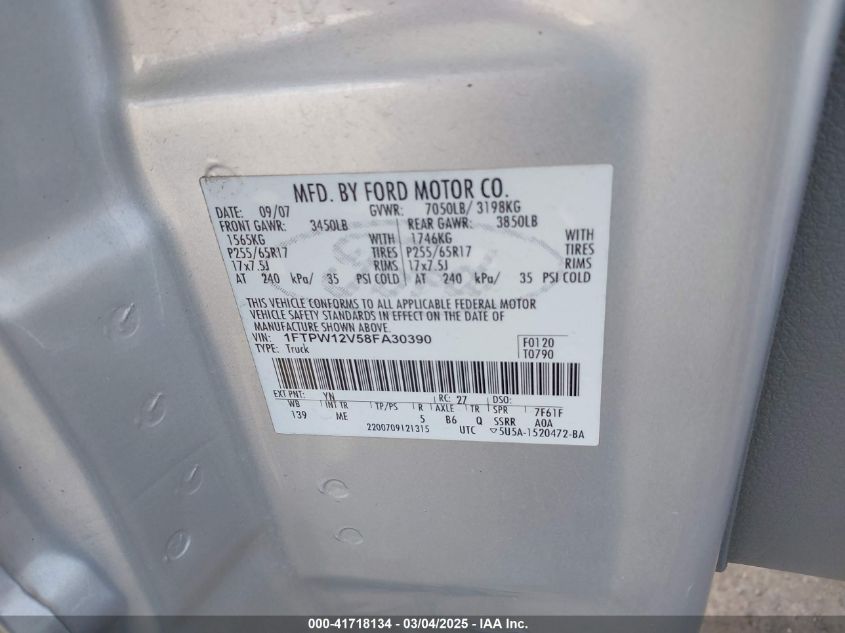 MFD. BY FORD MOTOR CO.
DATE: 09/07 GVWR: 7050LB/ 3198KG
FRONT GAWR: 3450LB REAR GAWR: 3850LB
1565KG WITH 1746KG WITH
P255/65R17 TIRES P255/65R17 TIRES
17x7.5J RIMS 17x7.5J RIMS
AT 240 kPa/ 35 PSI COLD AT 240 kPa/ 35 PSI COLD
THIS VEHICLE CONFORMS TO ALL APPLICABLE FEDERAL MOTOR
VEHICLE SAFETY STANDARDS IN EFFECT ON THE DATE OF
MANUFACTURE SHOWN ABOVE.
VIN: 1FTPW12V58FA30390 F0120
TYPE: Truck T0790
EXT PNT: YN RC: 27 DSO:
WB INT TR TP/PS R AXLE TR SPR 7F61F
139 ME 5 B6 Q SSRR A0A
2200709121315 UTC ▽5U5A-1520472-BA
000-41718134 - 03/04/2025 - IAA Inc.